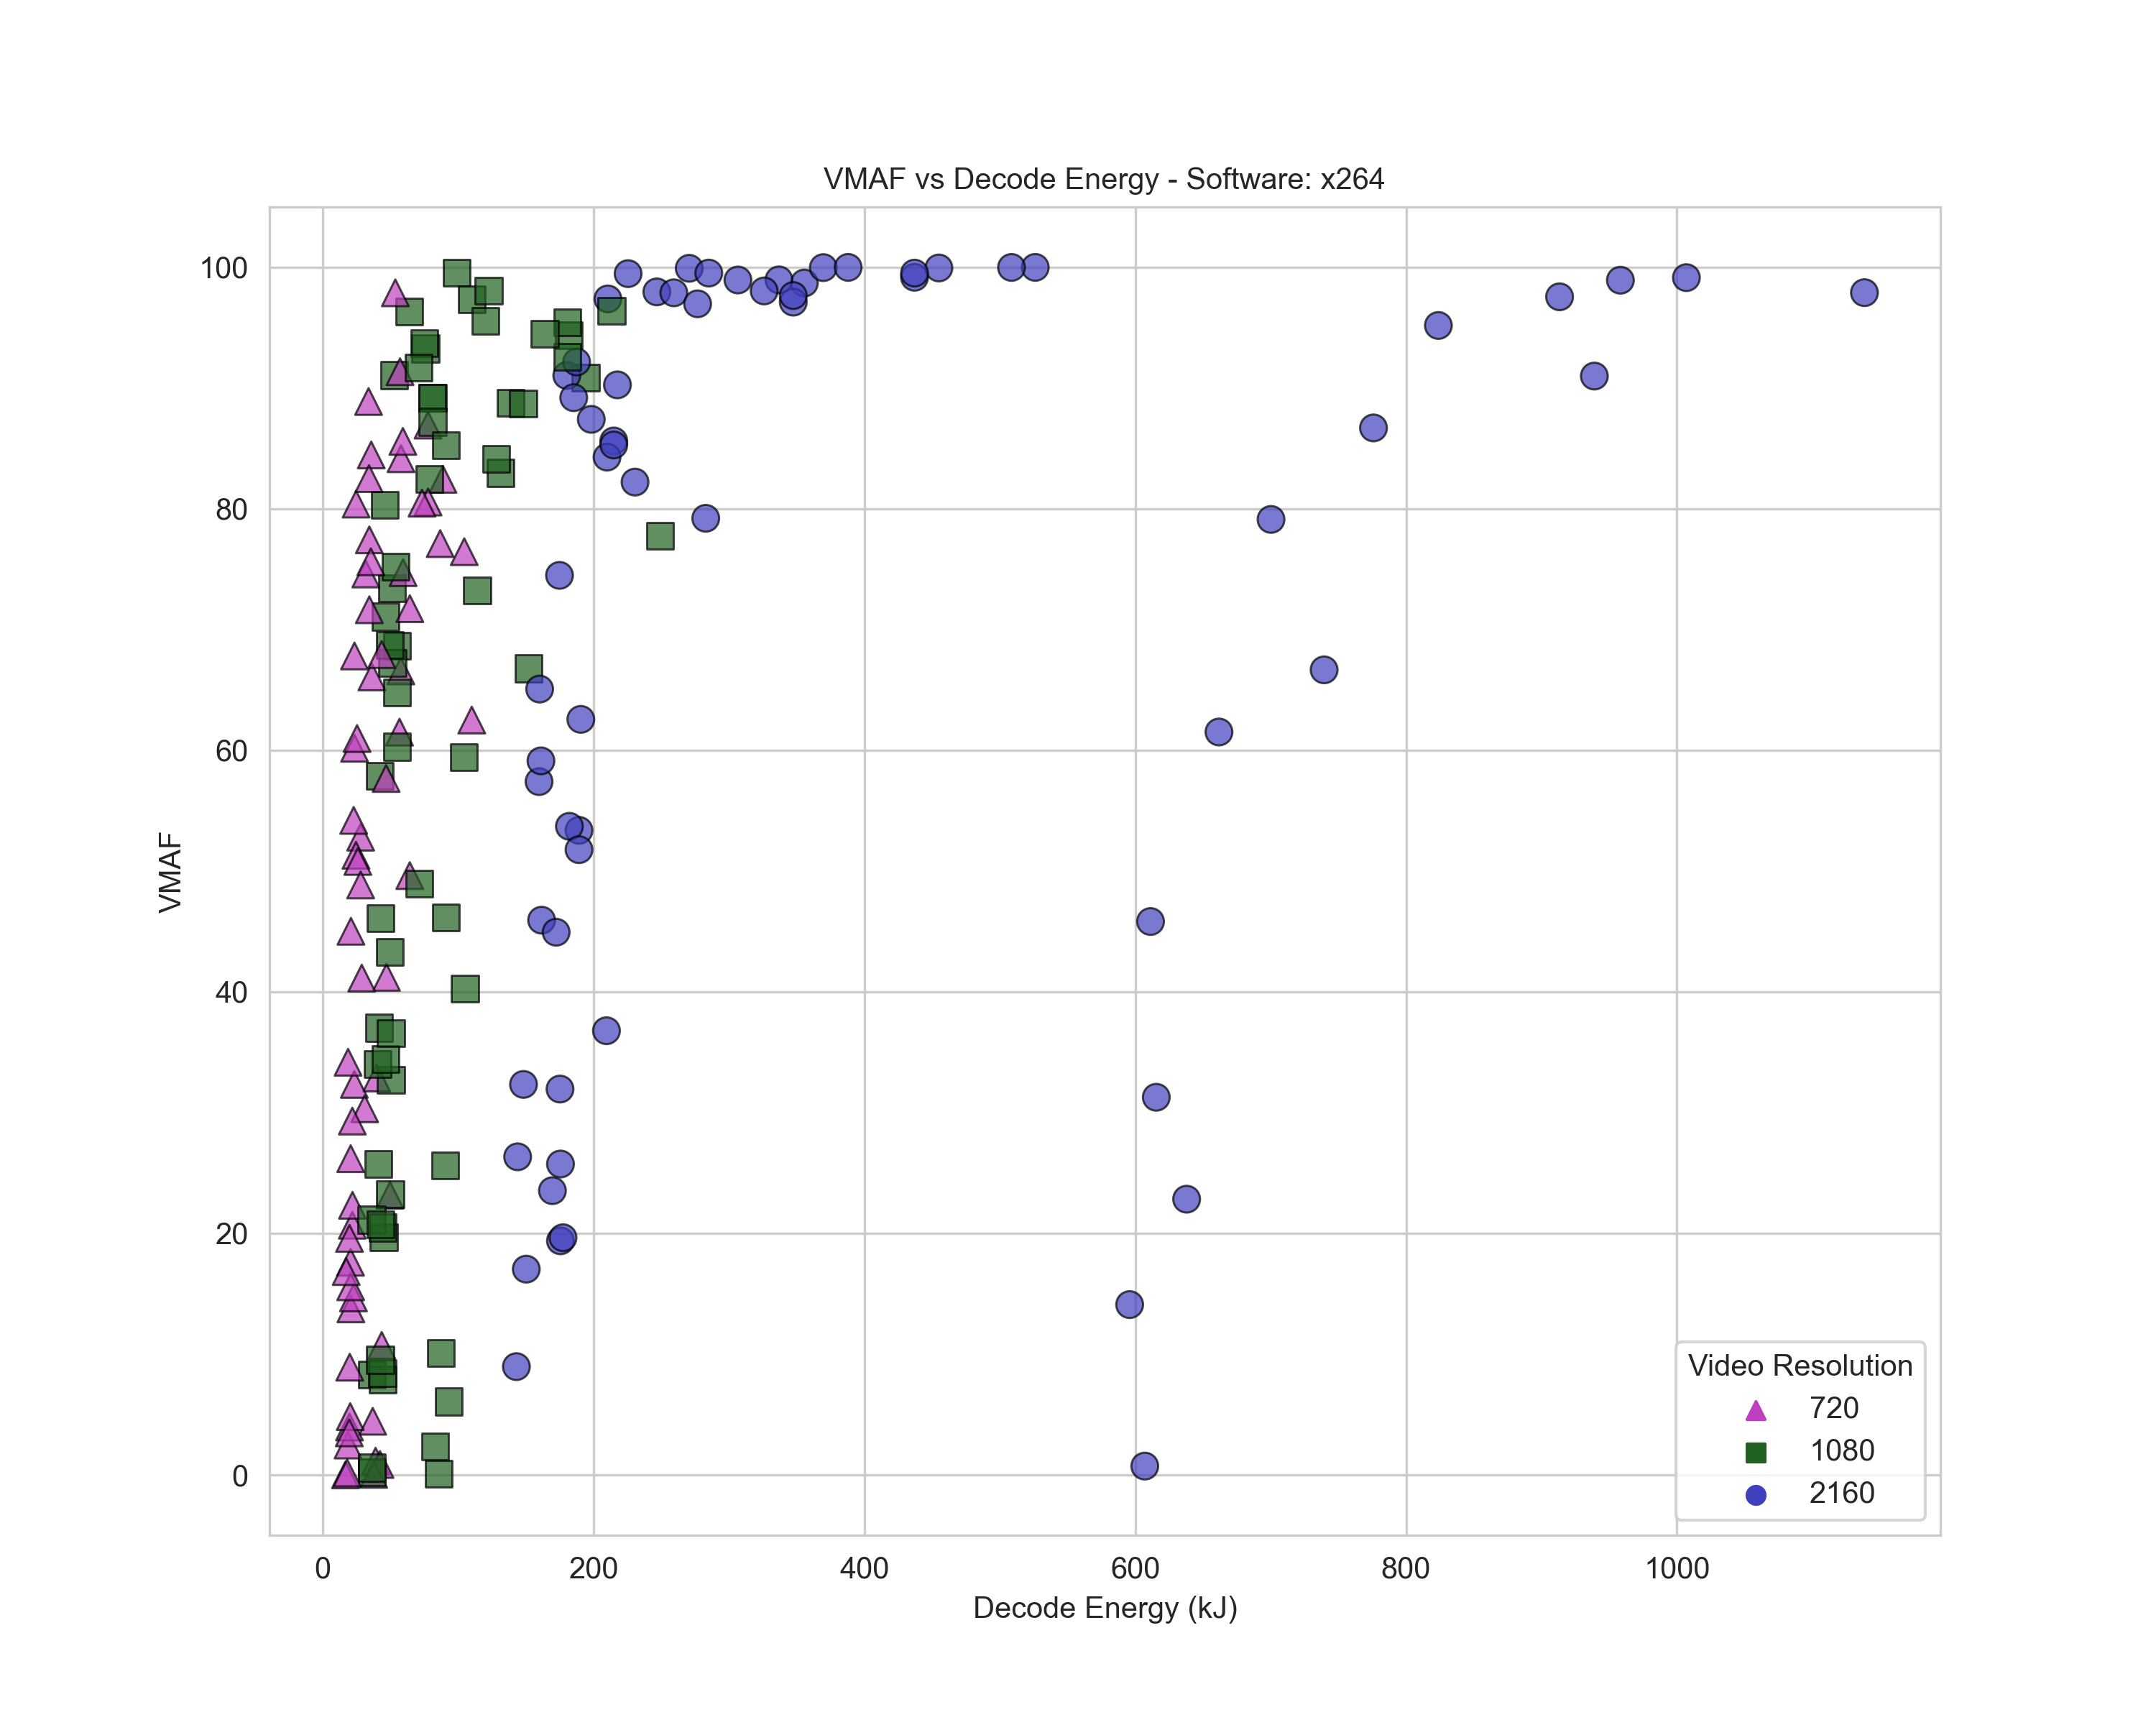 VMAF vs Decode Energy - Software: x264
100
80
60
40
20
0
VMAF
0 200 400 600 800 1000
Decode Energy (kJ)
Video Resolution
720
1080
2160